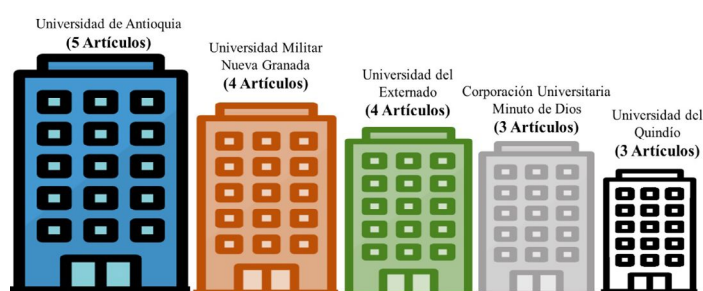 Universidad de Antioquia
(5 Artículos)
Universidad Militar
Nueva Granada
(4 Artículos)
Universidad del
Externado
(4 Artículos)
Corporación Universitaria
Minuto de Dios
(3 Artículos)
Universidad del
Quindío
(3 Artículos)